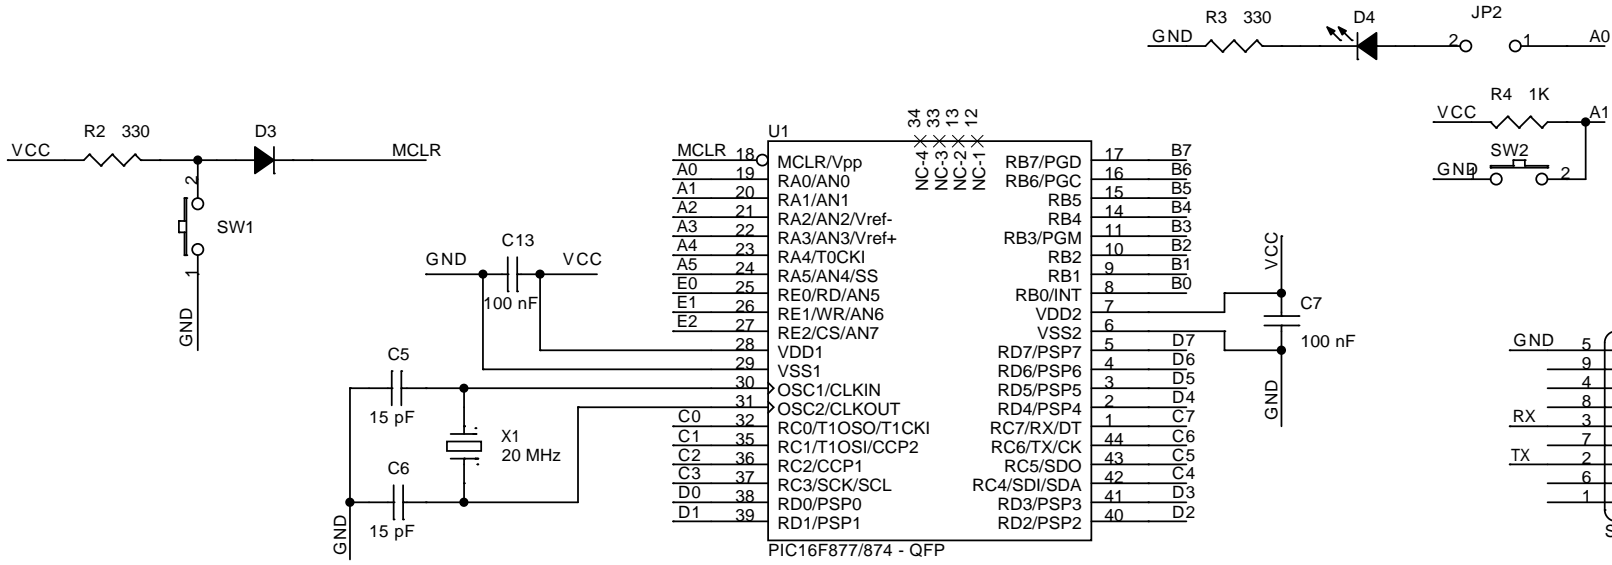 R3 330 D4 JP2
GND 2 1 A0
R4 1K
VCC A1
SW2
GND 1 2
R2 330 D3
VCC MCLR
2
SW1
1
GND
U1
34 33 13 12
NC-4 NC-3 NC-2 NC-1
MCLR 18 MCLR/Vpp RB7/PGD 17 B7
A0 19 RA0/AN0 RB6/PGC 16 B6
A1 20 RA1/AN1 RB5 15 B5
A2 21 RA2/AN2/Vref- RB4 14 B4
A3 22 RA3/AN3/Vref+ RB3/PGM 11 B3
A4 23 RA4/T0CKI RB2 10 B2
A5 24 RA5/AN4/SS RB1 9 B1
E0 25 RE0/RD/AN5 RB0/INT 8 B0
E1 26 RE1/WR/AN6 VDD2 7
E2 27 RE2/CS/AN7 VSS2 6
28 VDD1 RD7/PSP7 5 D7
29 VSS1 RD6/PSP6 4 D6
30 OSC1/CLKIN RD5/PSP5 3 D5
31 OSC2/CLKOUT RD4/PSP4 2 D4
C0 32 RC0/T1OSO/T1CKI RC7/RX/DT 1 C7
C1 35 RC1/T1OSI/CCP2 RC6/TX/CK 44 C6
C2 36 RC2/CCP1 RC5/SDO 43 C5
C3 37 RC3/SCK/SCL RC4/SDI/SDA 42 C4
D0 38 RD0/PSP0 RD3/PSP3 41 D3
D1 39 RD1/PSP1 RD2/PSP2 40 D2
PIC16F877/874 - QFP
C13
GND VCC
100 nF
C5
15 pF
X1
20 MHz
C6
15 pF
GND
VCC
C7
100 nF
GND
GND 5
9
4
8
RX 3
7
TX 2
6
1